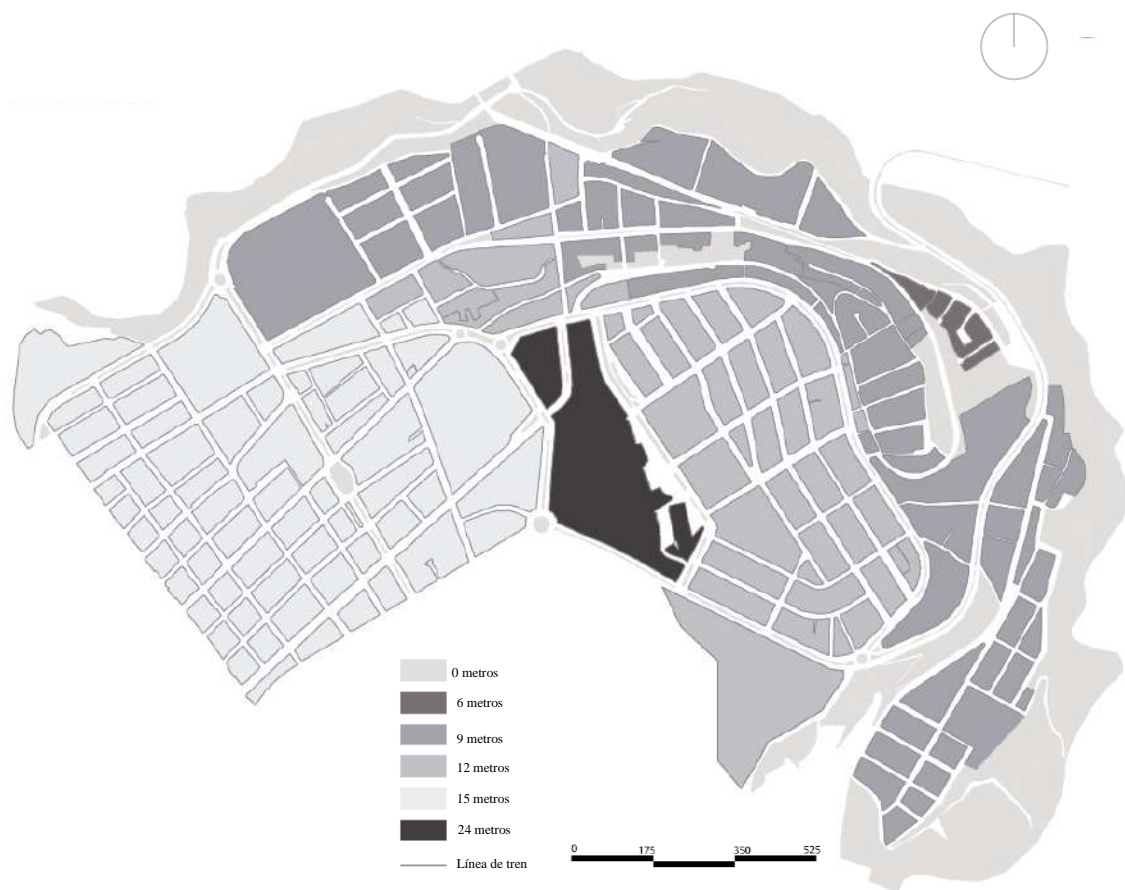 0 metros
6 metros
9 metros
12 metros
15 metros
24 metros
Línea de tren
0 175 350 525